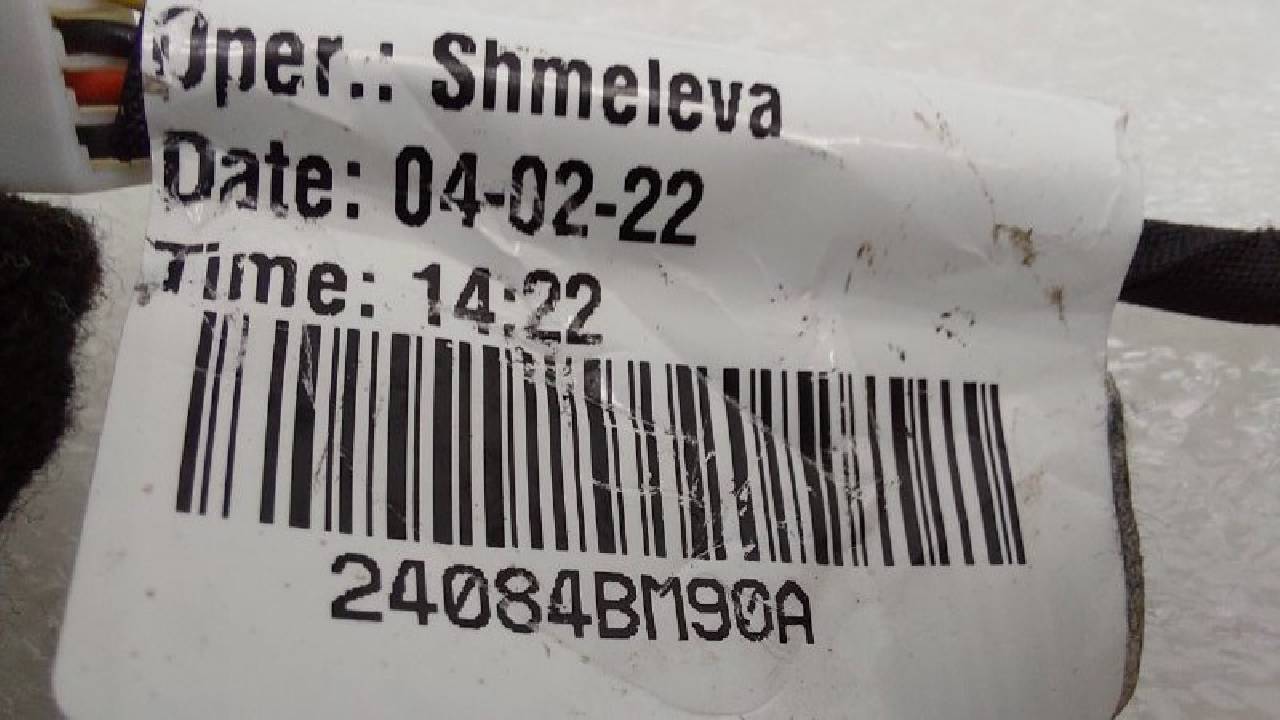 Oper.: Shmeleva
Date: 04-02-22
Time: 14:22
24084BM90A